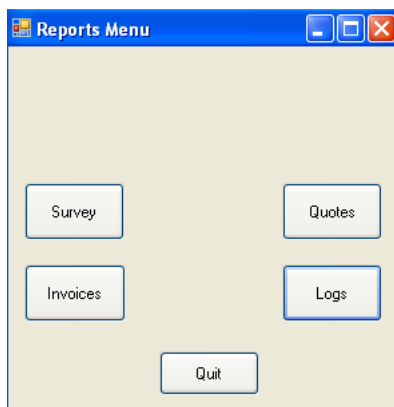 Reports Menu
Survey
Quotes
Invoices
Logs
Quit